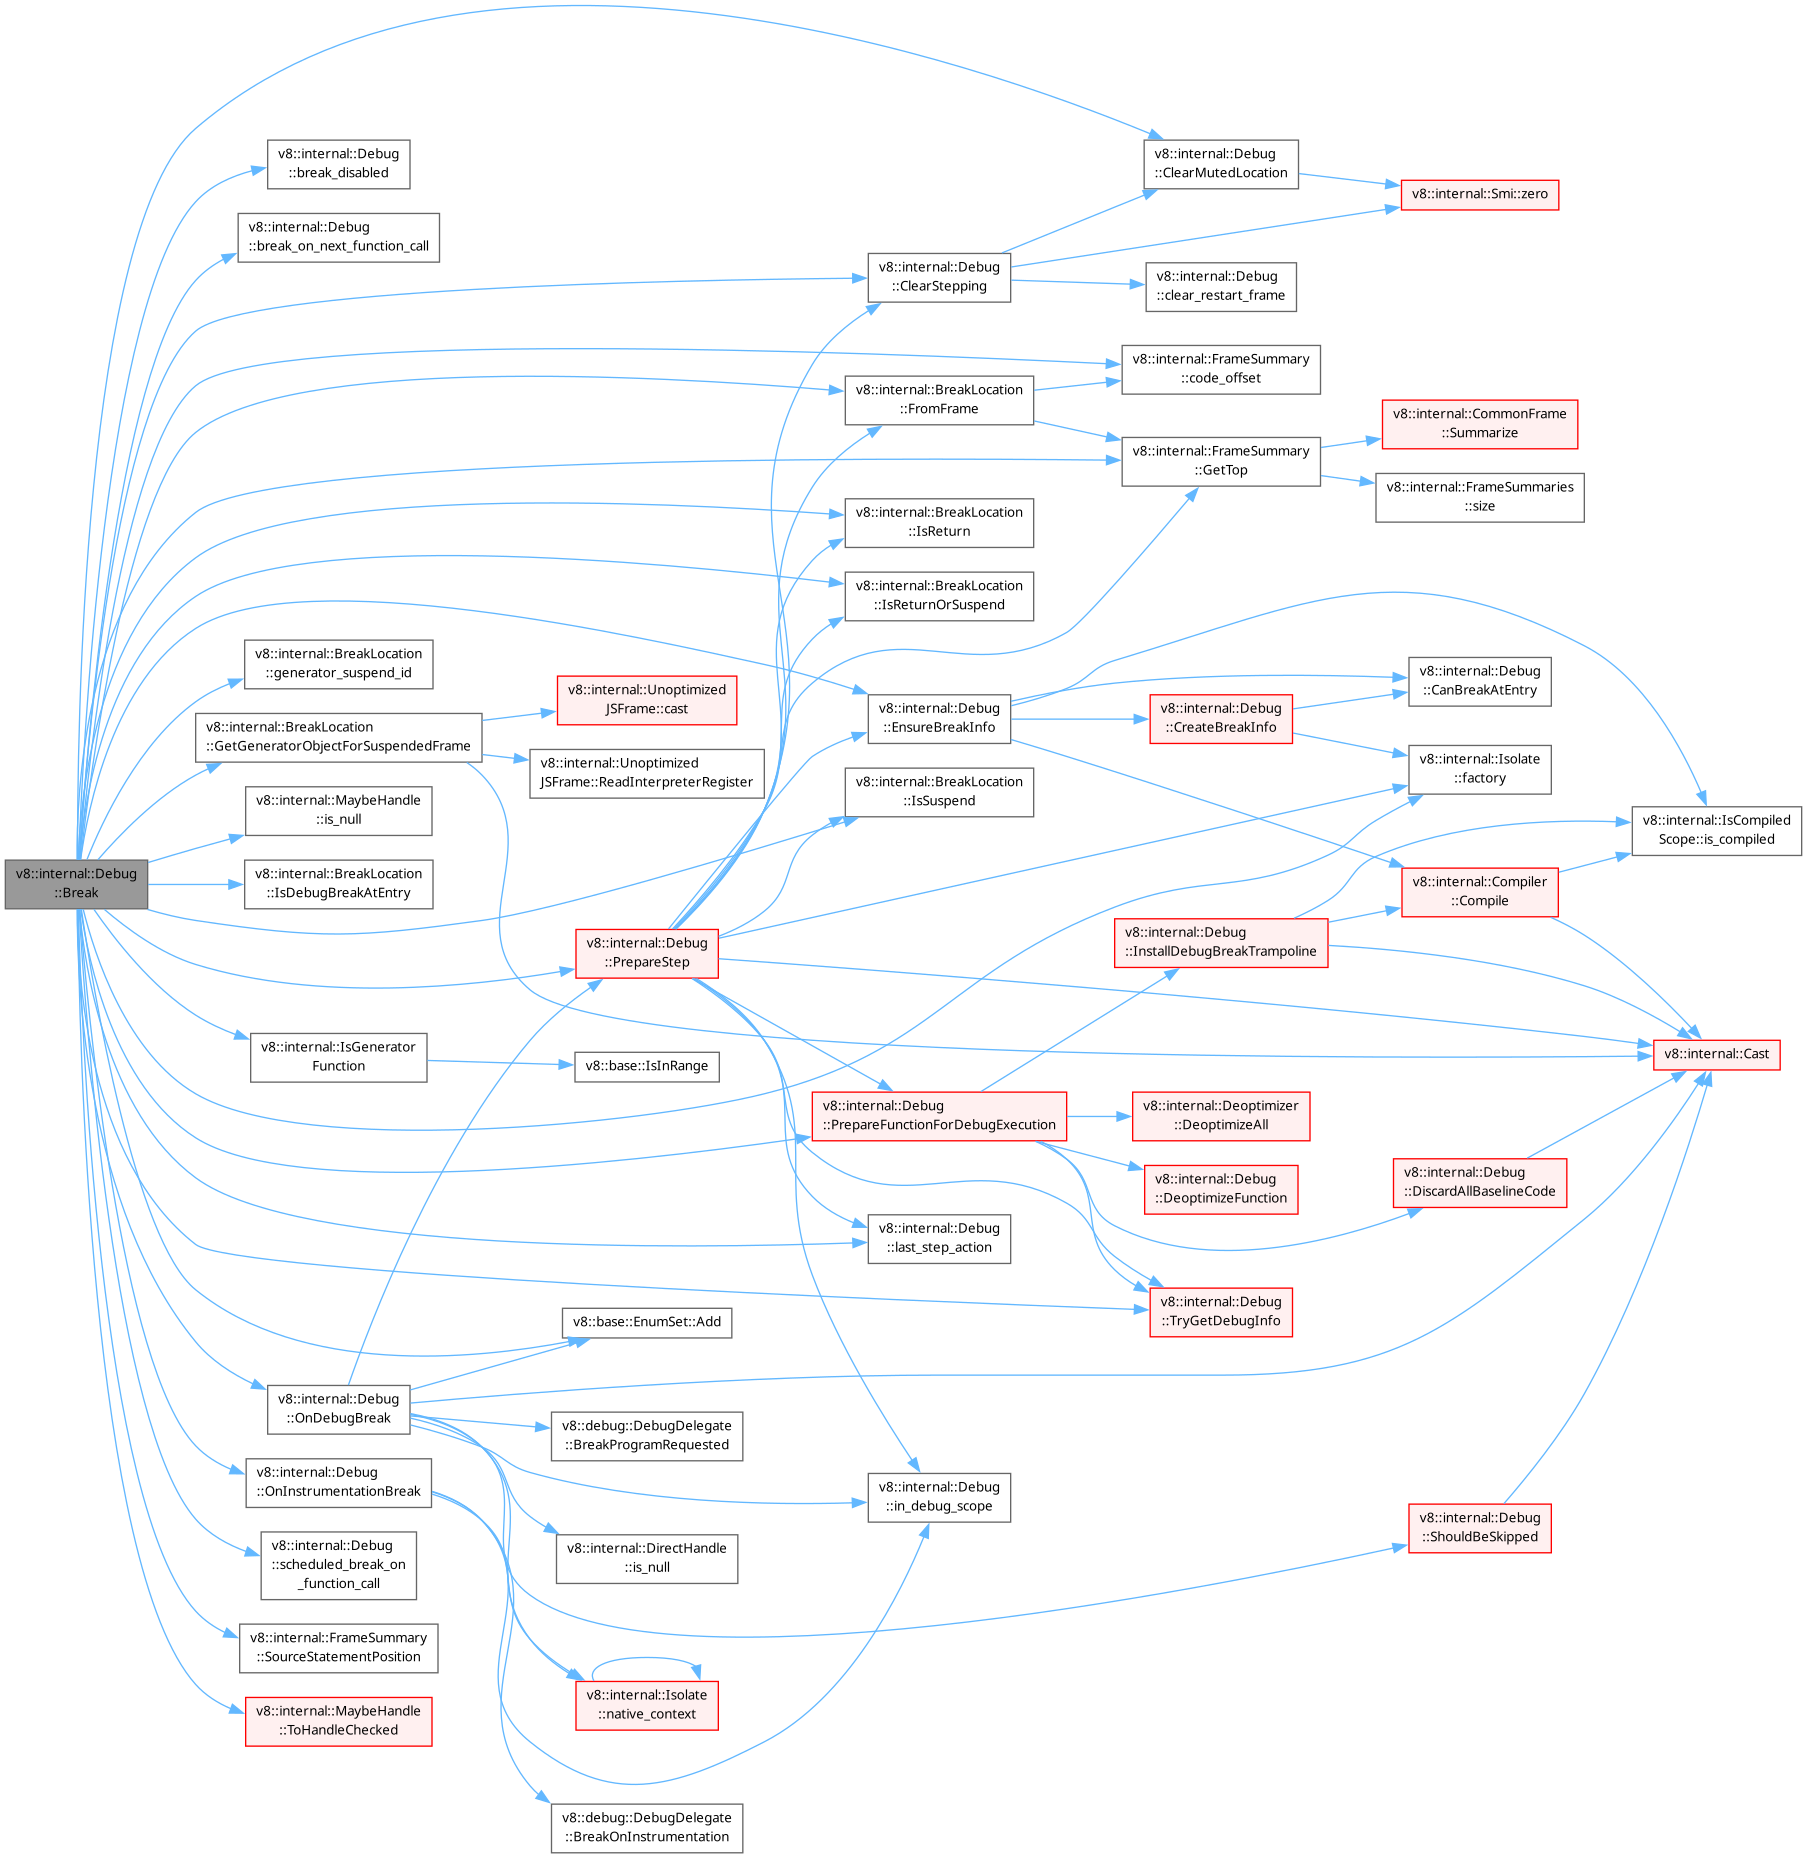 v8::internal::Debug
::Break
v8::internal::Debug
::break_disabled
v8::internal::Debug
::break_on_next_function_call
v8::internal::BreakLocation
::generator_suspend_id
v8::internal::BreakLocation
::GetGeneratorObjectForSuspendedFrame
v8::internal::MaybeHandle
::is_null
v8::internal::BreakLocation
::IsDebugBreakAtEntry
v8::internal::IsGenerator
Function
v8::internal::Debug
::OnDebugBreak
v8::internal::Debug
::OnInstrumentationBreak
v8::internal::Debug
::scheduled_break_on
_function_call
v8::internal::FrameSummary
::SourceStatementPosition
v8::internal::MaybeHandle
::ToHandleChecked
v8::internal::Unoptimized
JSFrame::cast
v8::internal::Unoptimized
JSFrame::ReadInterpreterRegister
v8::internal::Debug
::PrepareStep
v8::base::IsInRange
v8::base::EnumSet::Add
v8::debug::DebugDelegate
::BreakProgramRequested
v8::internal::DirectHandle
::is_null
v8::internal::Isolate
::native_context
v8::debug::DebugDelegate
::BreakOnInstrumentation
v8::internal::Debug
::ClearStepping
v8::internal::BreakLocation
::FromFrame
v8::internal::BreakLocation
::IsReturn
v8::internal::BreakLocation
::IsReturnOrSuspend
v8::internal::Debug
::EnsureBreakInfo
v8::internal::BreakLocation
::IsSuspend
v8::internal::Debug
::PrepareFunctionForDebugExecution
v8::internal::Debug
::last_step_action
v8::internal::Debug
::in_debug_scope
v8::internal::Debug
::ClearMutedLocation
v8::internal::Debug
::clear_restart_frame
v8::internal::FrameSummary
::code_offset
v8::internal::FrameSummary
::GetTop
v8::internal::Debug
::CreateBreakInfo
v8::internal::Debug
::InstallDebugBreakTrampoline
v8::internal::Deoptimizer
::DeoptimizeAll
v8::internal::Debug
::DeoptimizeFunction
v8::internal::Debug
::TryGetDebugInfo
v8::internal::Smi::zero
v8::internal::CommonFrame
::Summarize
v8::internal::FrameSummaries
::size
v8::internal::Debug
::CanBreakAtEntry
v8::internal::Isolate
::factory
v8::internal::Compiler
::Compile
v8::internal::Debug
::DiscardAllBaselineCode
v8::internal::Debug
::ShouldBeSkipped
v8::internal::IsCompiled
Scope::is_compiled
v8::internal::Cast